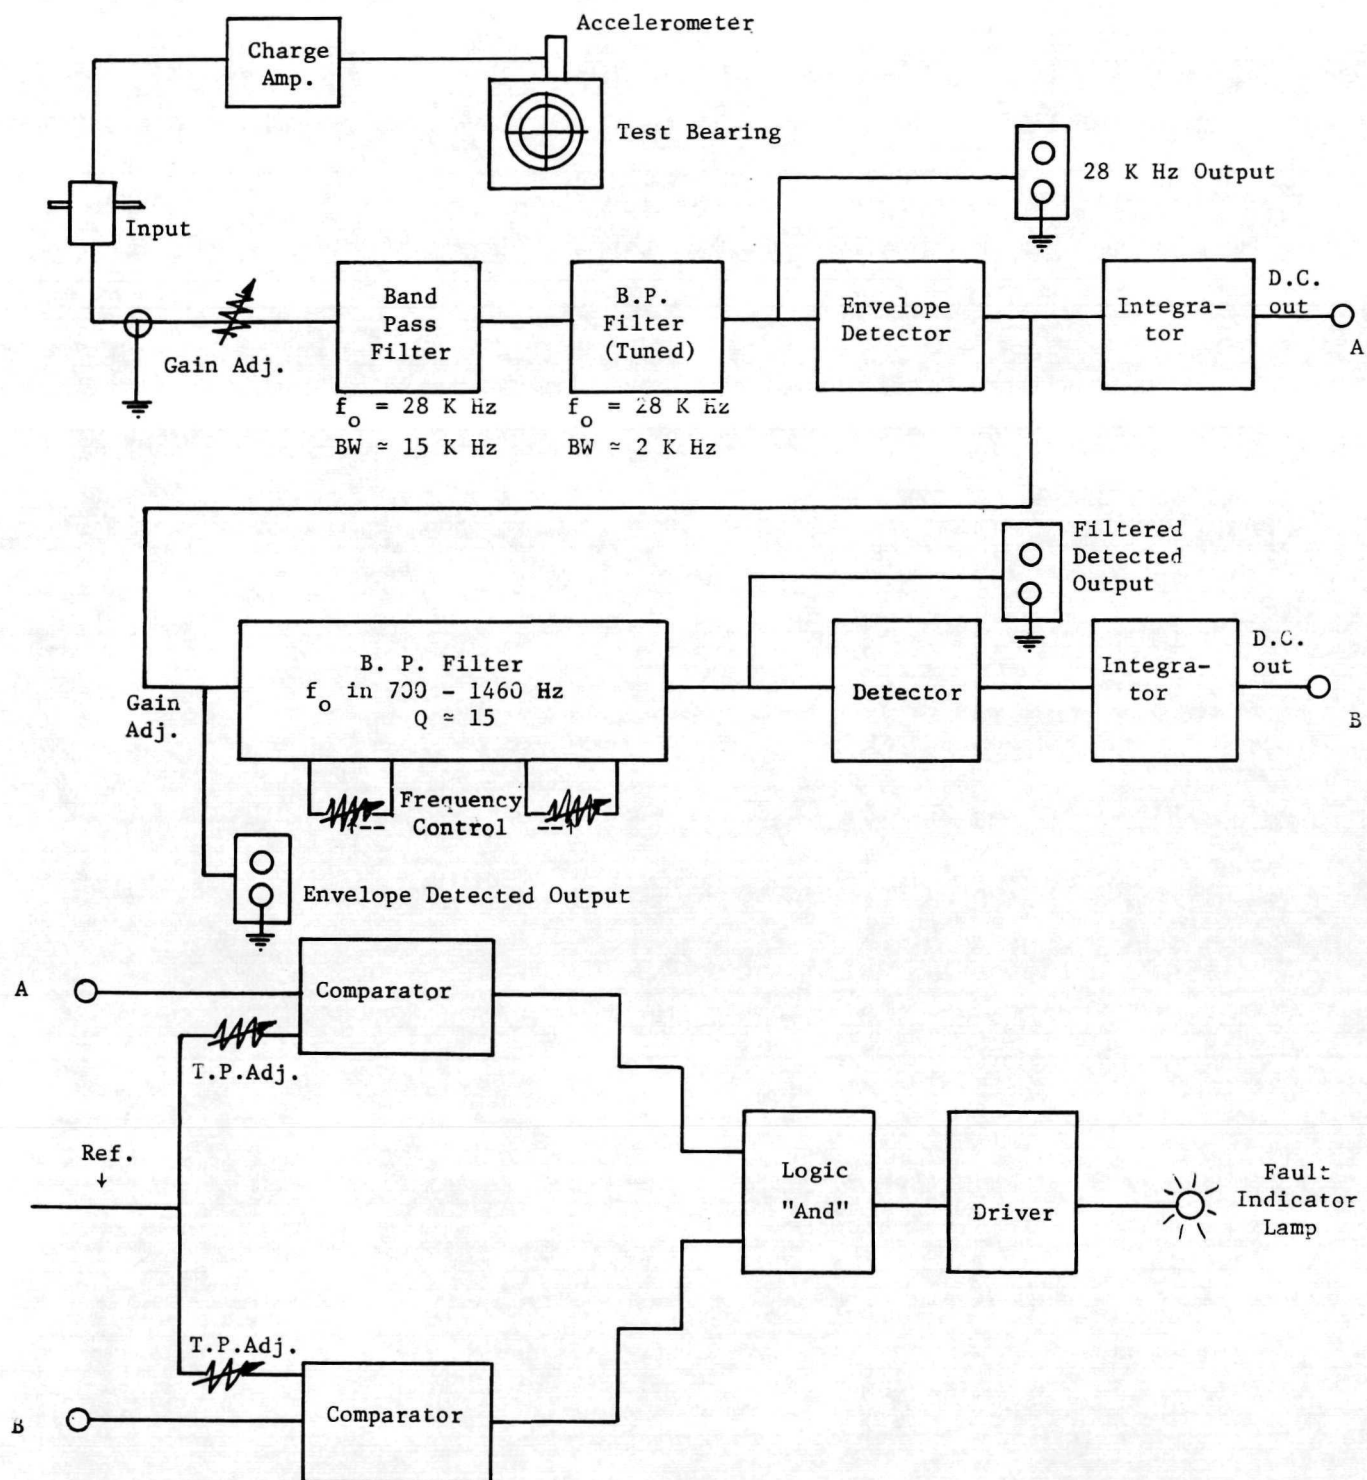 Accelerometer
Charge
Amp.
Test Bearing
28 K Hz Output
Input
Gain Adj.
Band
Pass
Filter
f_o = 28 K Hz
BW ≃ 15 K Hz
B.P.
Filter
(Tuned)
f_o = 28 K Hz
BW ≃ 2 K Hz
Envelope
Detector
Integra-
tor
D.C.
out
A
Filtered
Detected
Output
Gain
Adj.
B. P. Filter
f_o in 700 - 1460 Hz
Q ≃ 15
Detector
Integra-
tor
D.C.
out
B
Frequency
Control
Envelope Detected Output
A
Comparator
T.P.Adj.
Ref.
↓
Logic
"And"
Driver
Fault
Indicator
Lamp
T.P.Adj.
B
Comparator